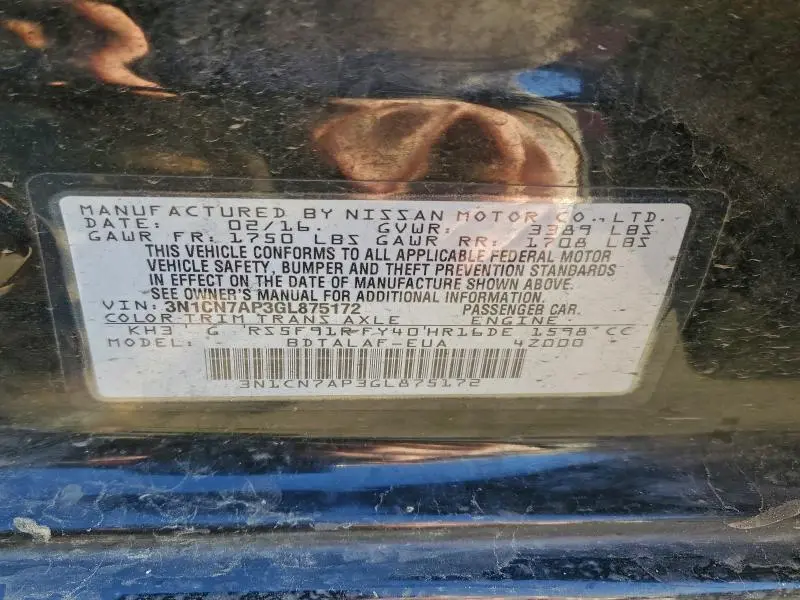 MANUFACTURED BY NISSAN MOTOR CO., LTD.
DATE: 02/16. GVWR: 3389 LBS
GAWR FR: 1750 LBS GAWR RR: 1708 LBS
THIS VEHICLE CONFORMS TO ALL APPLICABLE FEDERAL MOTOR
VEHICLE SAFETY, BUMPER AND THEFT PREVENTION STANDARDS
IN EFFECT ON THE DATE OF MANUFACTURE SHOWN ABOVE.
SEE OWNER'S MANUAL FOR ADDITIONAL INFORMATION.
VIN: 3N1CN7AP3GL875172 PASSENGER CAR.
COLOR TRIM TRANS AXLE ENGINE
KH3 G RS5F91R FX40 HR16DE 1598 CC
MODEL: BDTALAF-EUA 4Z000
3N1CN7AP3GL875172